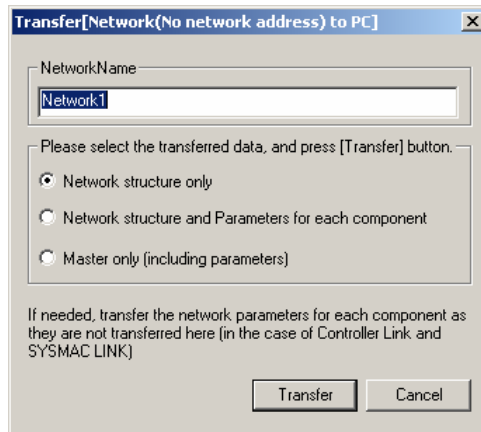 Transfer[Network(No network address) to PC]
NetworkName
Network1
Please select the transferred data, and press [Transfer] button.
Network structure only
Network structure and Parameters for each component
Master only (including parameters)
If needed, transfer the network parameters for each component as
they are not transferred here (in the case of Controller Link and
SYSMAC LINK)
Transfer
Cancel